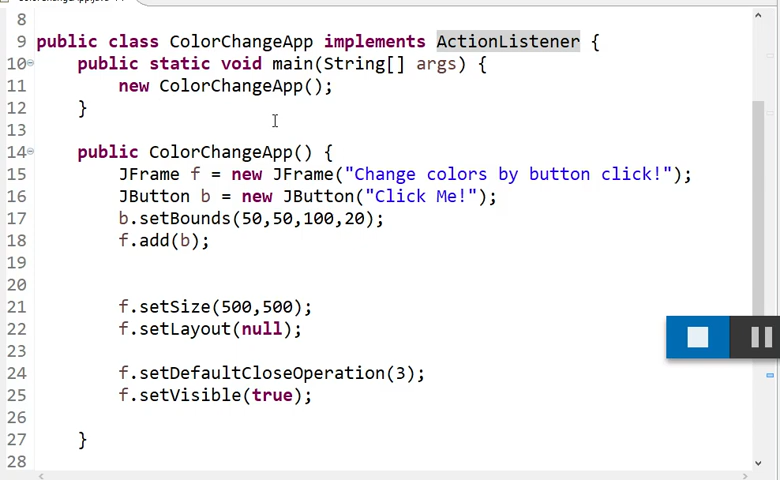 8
9 public class ColorChangeApp implements ActionListener {
10 public static void main(String[] args) {
11 new ColorChangeApp();
12 }
13
14 public ColorChangeApp() {
15 JFrame f = new JFrame("Change colors by button click!");
16 JButton b = new JButton("Click Me!");
17 b.setBounds(50,50,100,20);
18 f.add(b);
19
20
21 f.setSize(500,500);
22 f.setLayout(null);
23
24 f.setDefaultCloseOperation(3);
25 f.setVisible(true);
26
27 }
28